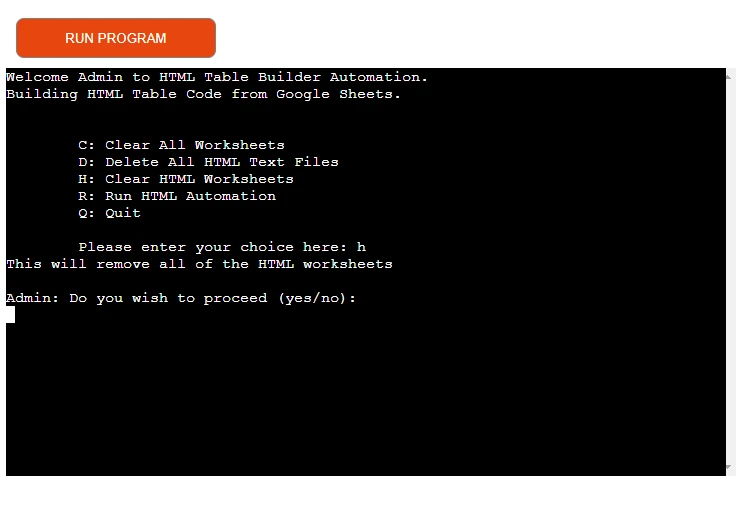 RUN PROGRAM
Welcome Admin to HTML Table Builder Automation.
Building HTML Table Code from Google Sheets.
C: Clear All Worksheets
D: Delete All HTML Text Files
H: Clear HTML Worksheets
R: Run HTML Automation
Q: Quit
Please enter your choice here: h
This will remove all of the HTML worksheets
Admin: Do you wish to proceed (yes/no):